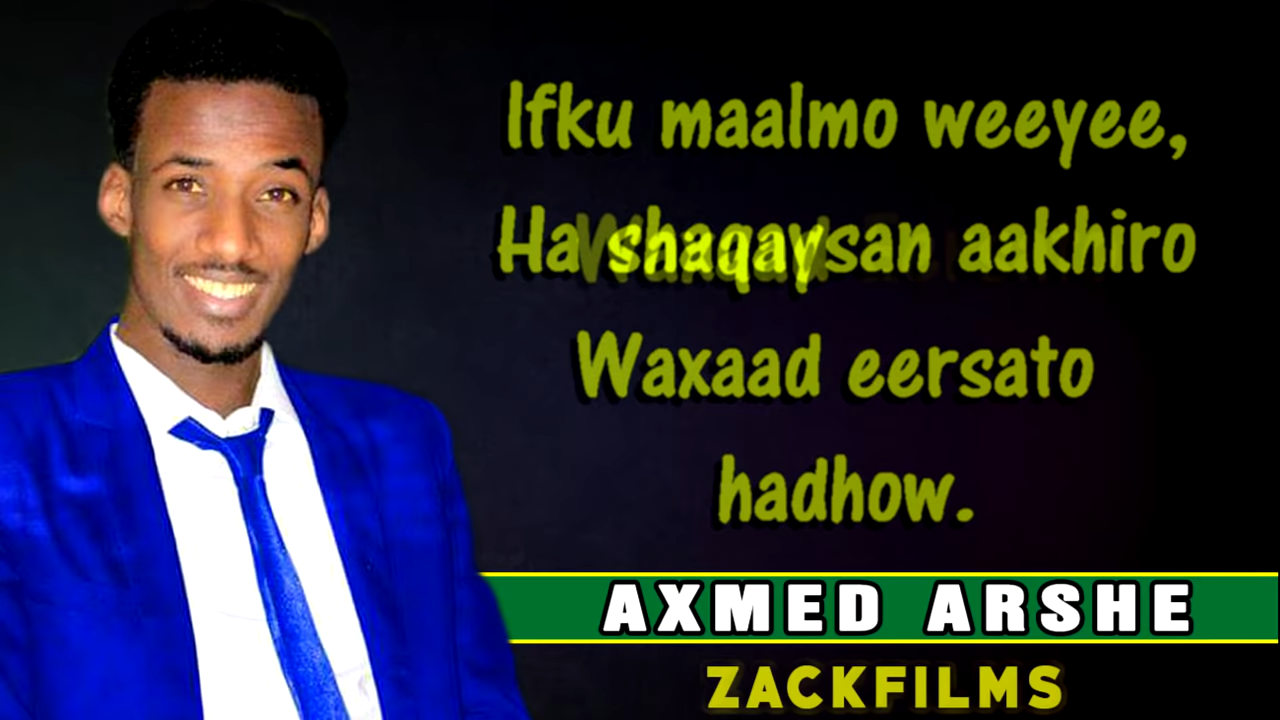 Ifku maalmo weeyee,
Ha shaqaysan aakhiro
Waxaad eersato
hadhow.
AXMED ARSHE
ZACKFILMS